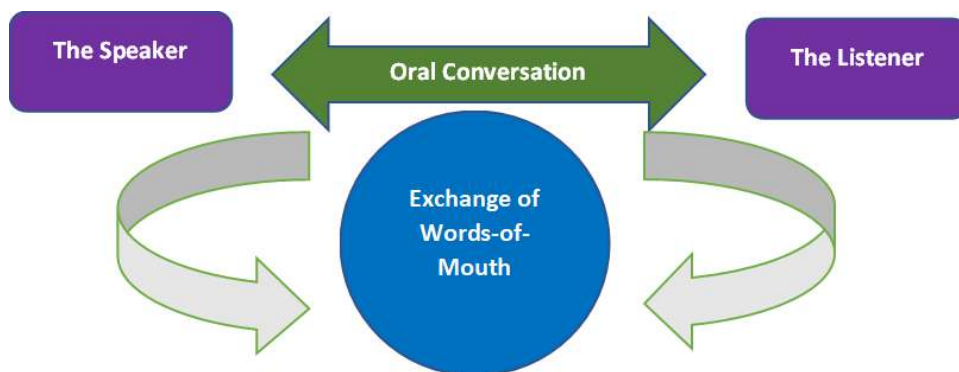 The Speaker
Oral Conversation
The Listener
Exchange of
Words-of-
Mouth